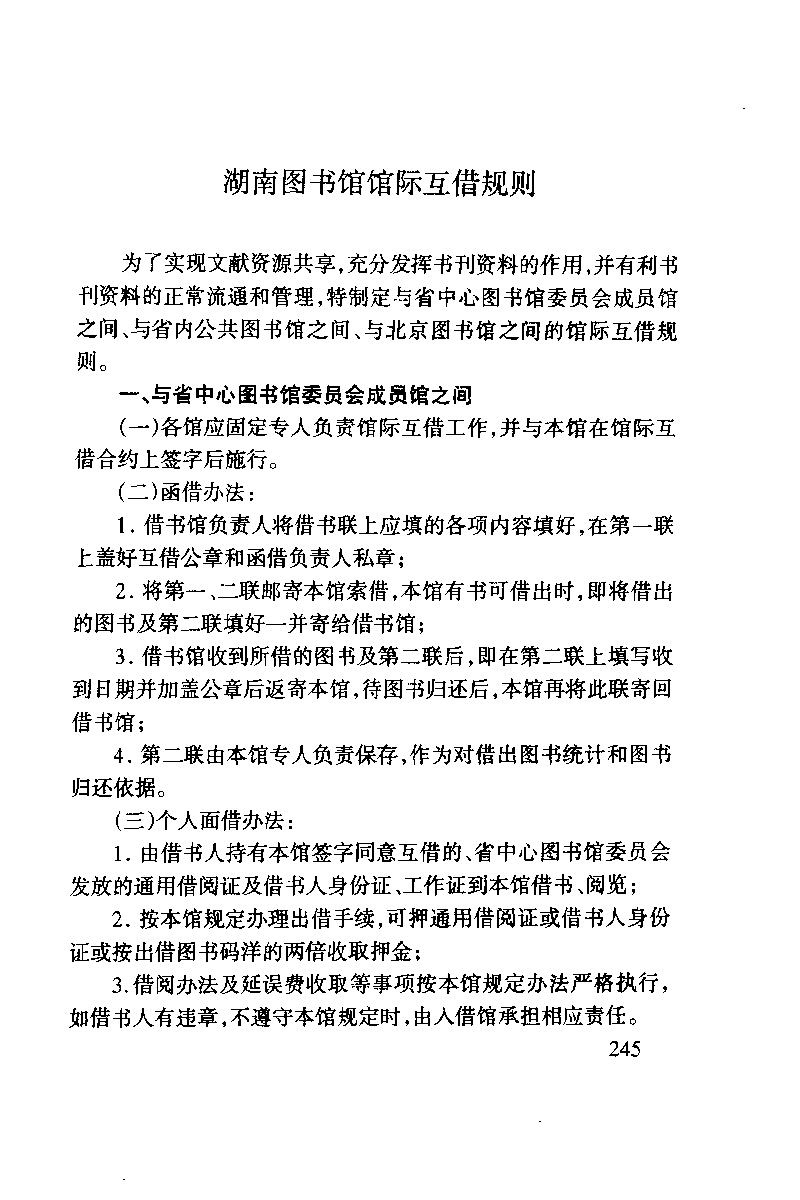 湖南图书馆馆际互借规则
为了实现文献资源共享,充分发挥书刊资料的作用,并有利书
刊资料的正常流通和管理,特制定与省中心图书馆委员会成员馆
之间、与省内公共图书馆之间、与北京图书馆之间的馆际互借规
则。
一、与省中心图书馆委员会成员馆之间
(一)各馆应固定专人负责馆际互借工作,并与本馆在馆际互
借合约上签字后施行。
(二)函借办法:
1. 借书馆负责人将借书联上应填的各项内容填好,在第一联
上盖好互借公章和函借负责人私章;
2. 将第一、二联邮寄本馆索借,本馆有书可借出时,即将借出
的图书及第二联填好一并寄给借书馆;
3. 借书馆收到所借的图书及第二联后,即在第二联上填写收
到日期并加盖公章后返寄本馆,待图书归还后,本馆再将此联寄回
借书馆;
4. 第二联由本馆专人负责保存,作为对借出图书统计和图书
归还依据。
(三)个人面借办法:
1. 由借书人持有本馆签字同意互借的、省中心图书馆委员会
发放的通用借阅证及借书人身份证、工作证到本馆借书、阅览;
2. 按本馆规定办理出借手续,可押通用借阅证或借书人身份
证或按出借图书码洋的两倍收取押金;
3.借阅办法及延误费收取等事项按本馆规定办法严格执行,
如借书人有违章,不遵守本馆规定时,由入借馆承担相应责任。
245